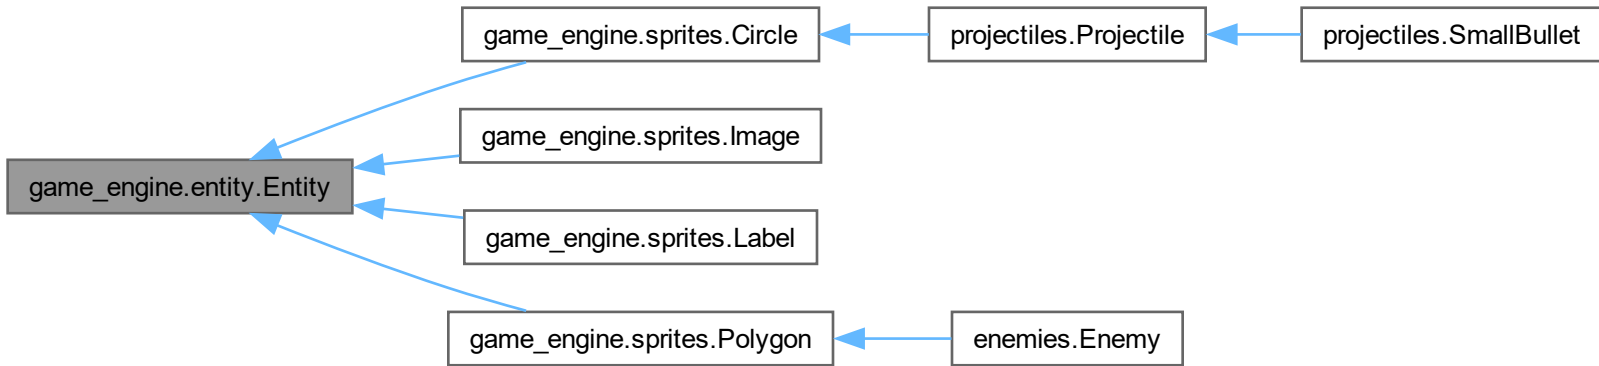 game_engine.sprites.Circle
projectiles.Projectile
projectiles.SmallBullet
game_engine.sprites.Image
game_engine.entity.Entity
game_engine.sprites.Label
game_engine.sprites.Polygon
enemies.Enemy